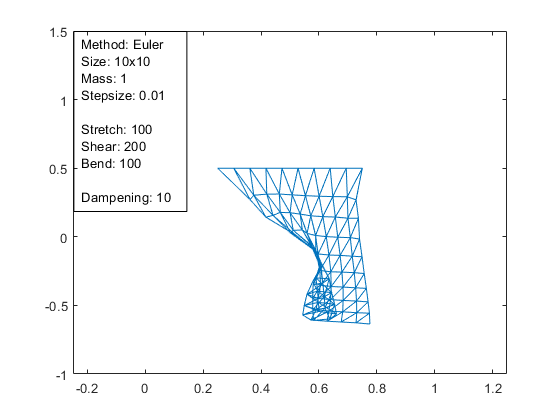 Method: Euler
Size: 10x10
Mass: 1
Stepsize: 0.01
Stretch: 100
Shear: 200
Bend: 100
Dampening: 10
1.5
1
0.5
0
-0.5
-1
-0.2
0
0.2
0.4
0.6
0.8
1
1.2